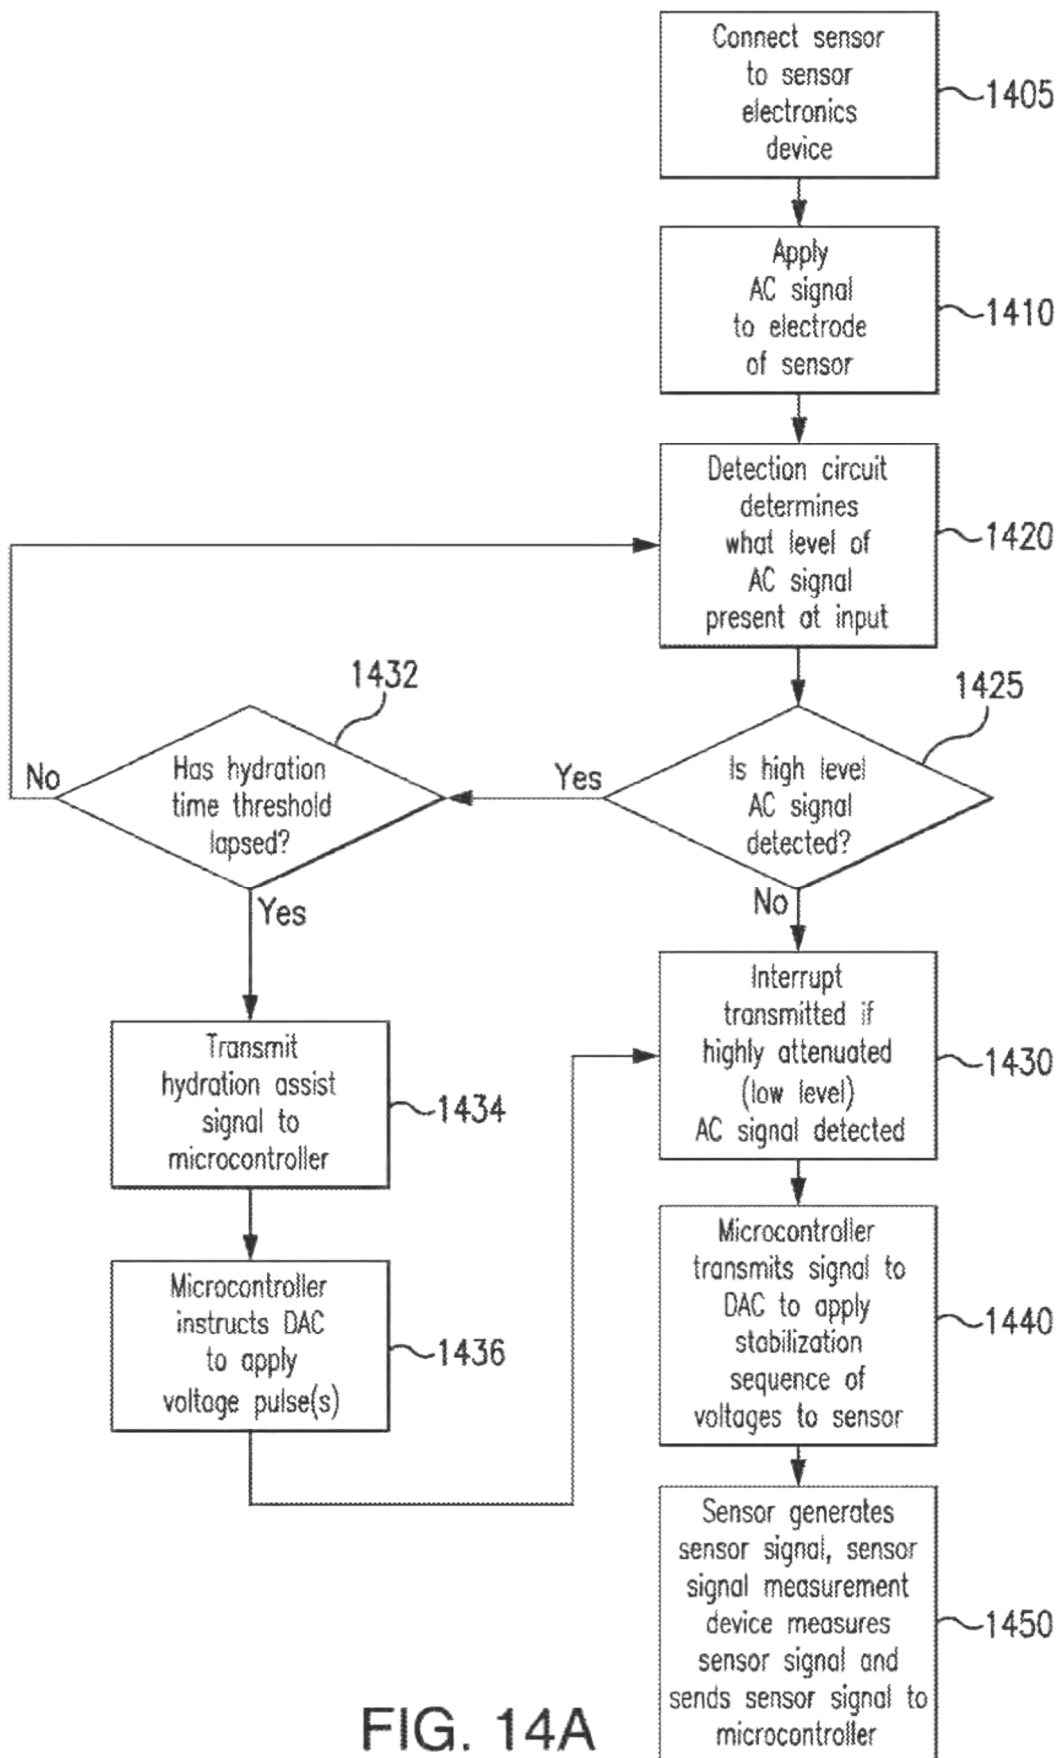 Connect sensor
to sensor
electronics
device
1405
Apply
AC signal
to electrode
of sensor
1410
Detection circuit
determines
what level of
AC signal
present at input
1420
1432
Has hydration
time threshold
lapsed?
No
Yes
1425
Is high level
AC signal
detected?
Yes
No
Interrupt
transmitted if
highly attenuated
(low level)
AC signal detected
1430
Transmit
hydration assist
signal to
microcontroller
1434
Microcontroller
instructs DAC
to apply
voltage pulse(s)
1436
Microcontroller
transmits signal to
DAC to apply
stabilization
sequence of
voltages to sensor
1440
Sensor generates
sensor signal, sensor
signal measurement
device measures
sensor signal and
sends sensor signal to
microcontroller
1450
FIG. 14A